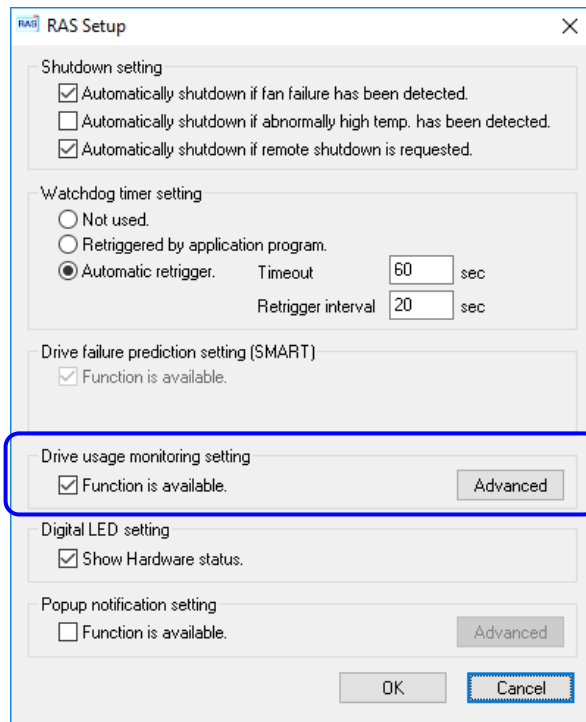 RAS RAS Setup
Shutdown setting
Automatically shutdown if fan failure has been detected.
Automatically shutdown if abnormally high temp. has been detected.
Automatically shutdown if remote shutdown is requested.
Watchdog timer setting
Not used.
Retriggered by application program.
Automatic retrigger. Timeout 60 sec
Retrigger interval 20 sec
Drive failure prediction setting (SMART)
Function is available.
Drive usage monitoring setting
Function is available. Advanced
Digital LED setting
Show Hardware status.
Popup notification setting
Function is available. Advanced
OK Cancel